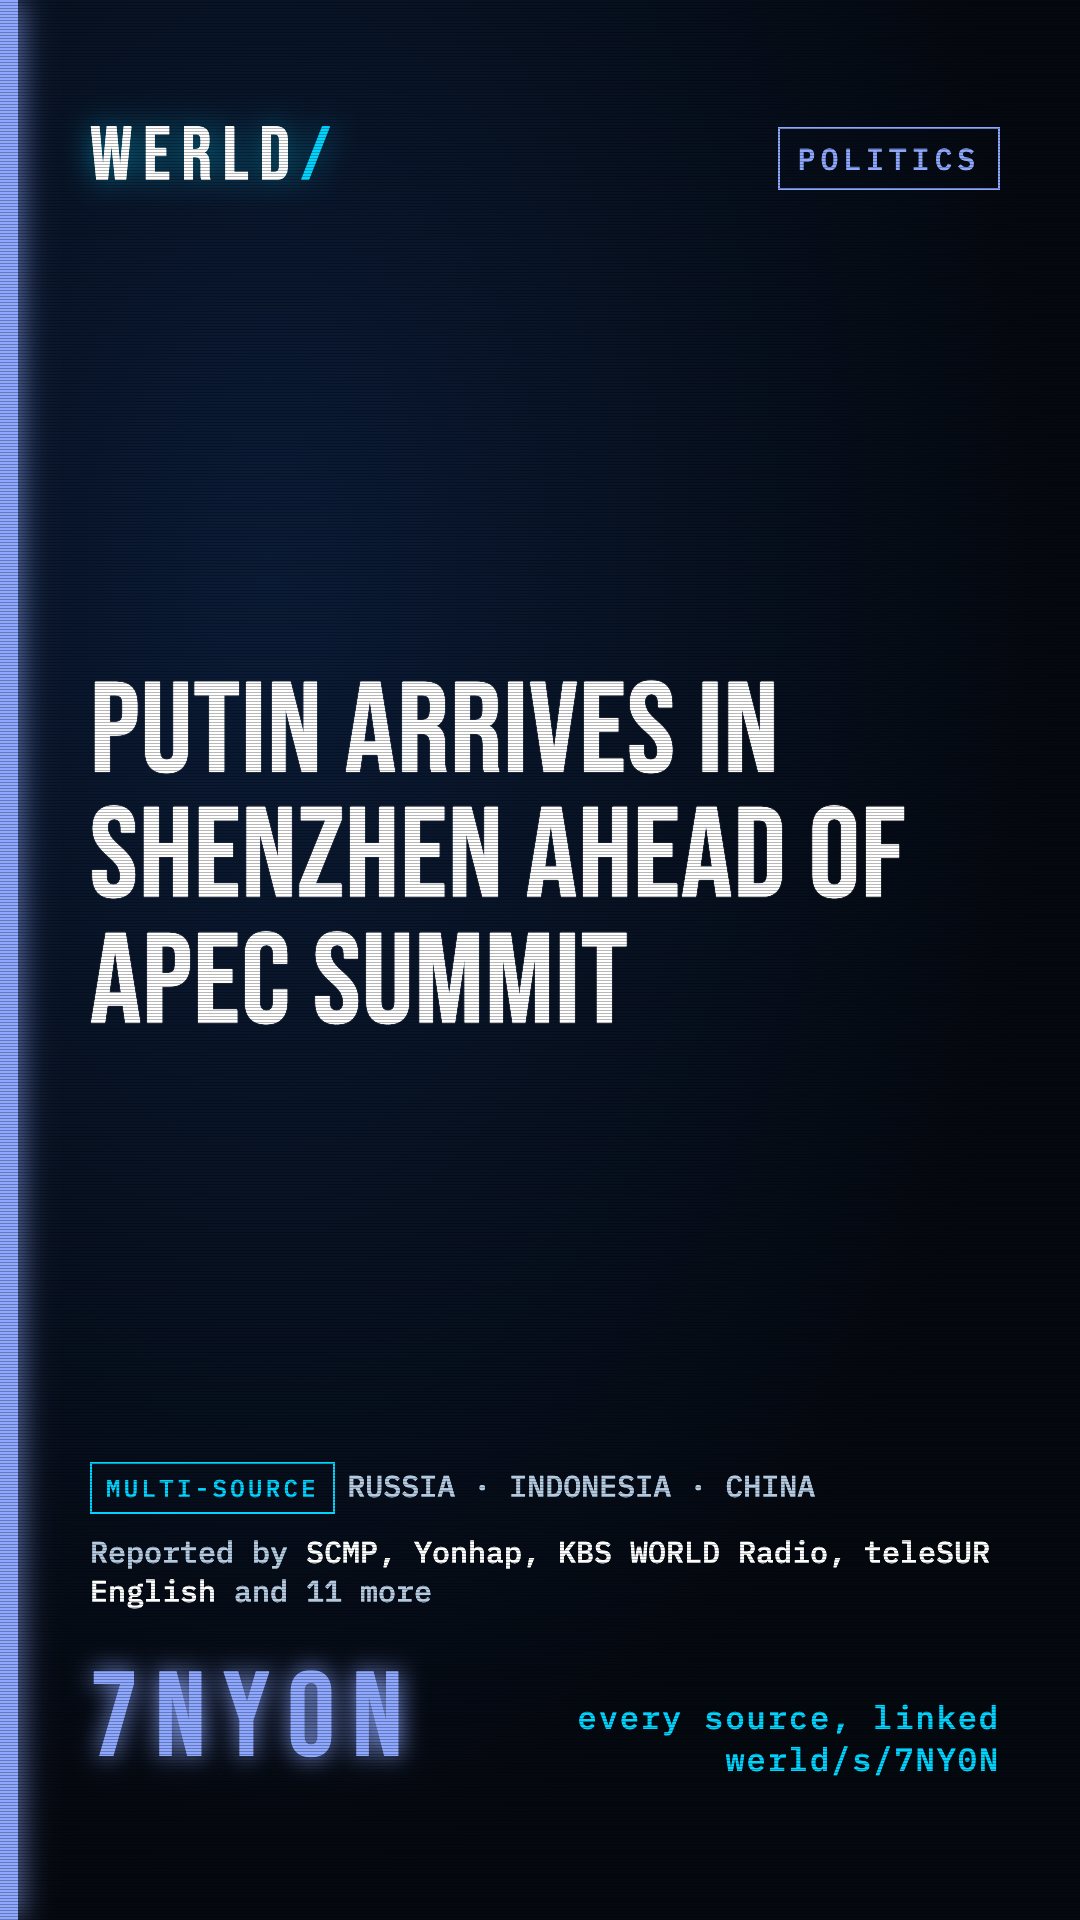 WERLD/
POLITICS
PUTIN ARRIVES IN
SHENZHEN AHEAD OF
APEC SUMMIT
MULTI-SOURCE RUSSIA · INDONESIA · CHINA
Reported by SCMP, Yonhap, KBS WORLD Radio, teleSUR
English and 11 more
7NY0N
every source, linked
werld/s/7NY0N